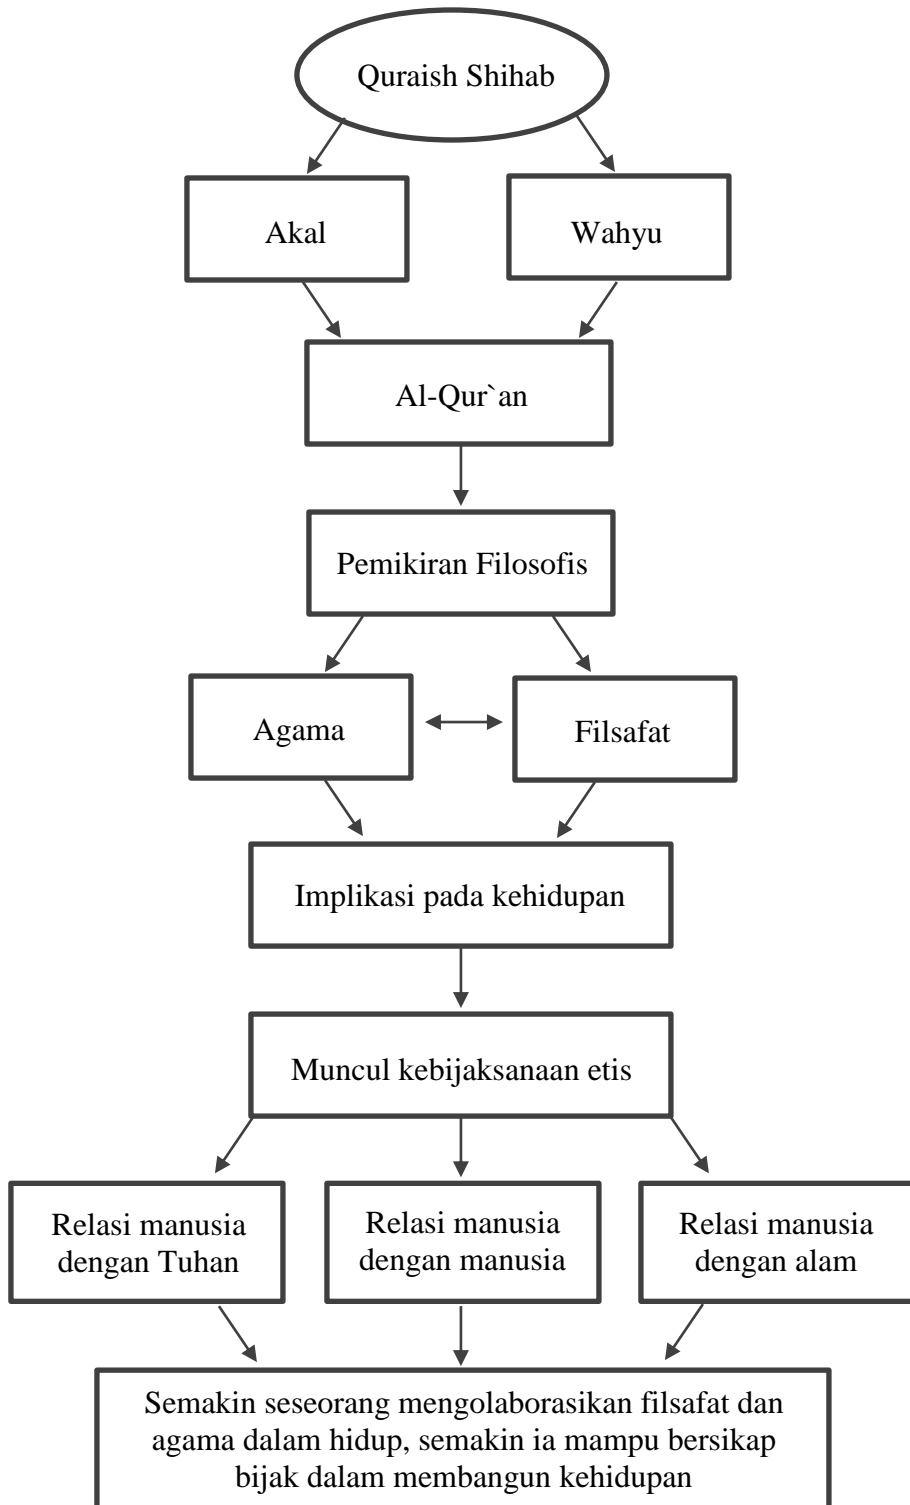 Quraish Shihab
Akal
Wahyu
Al-Qur`an
Pemikiran Filosofis
Agama
Filsafat
Implikasi pada kehidupan
Muncul kebijaksanaan etis
Relasi manusia
dengan Tuhan
Relasi manusia
dengan manusia
Relasi manusia
dengan alam
Semakin seseorang mengolaborasikan filsafat dan
agama dalam hidup, semakin ia mampu bersikap
bijak dalam membangun kehidupan